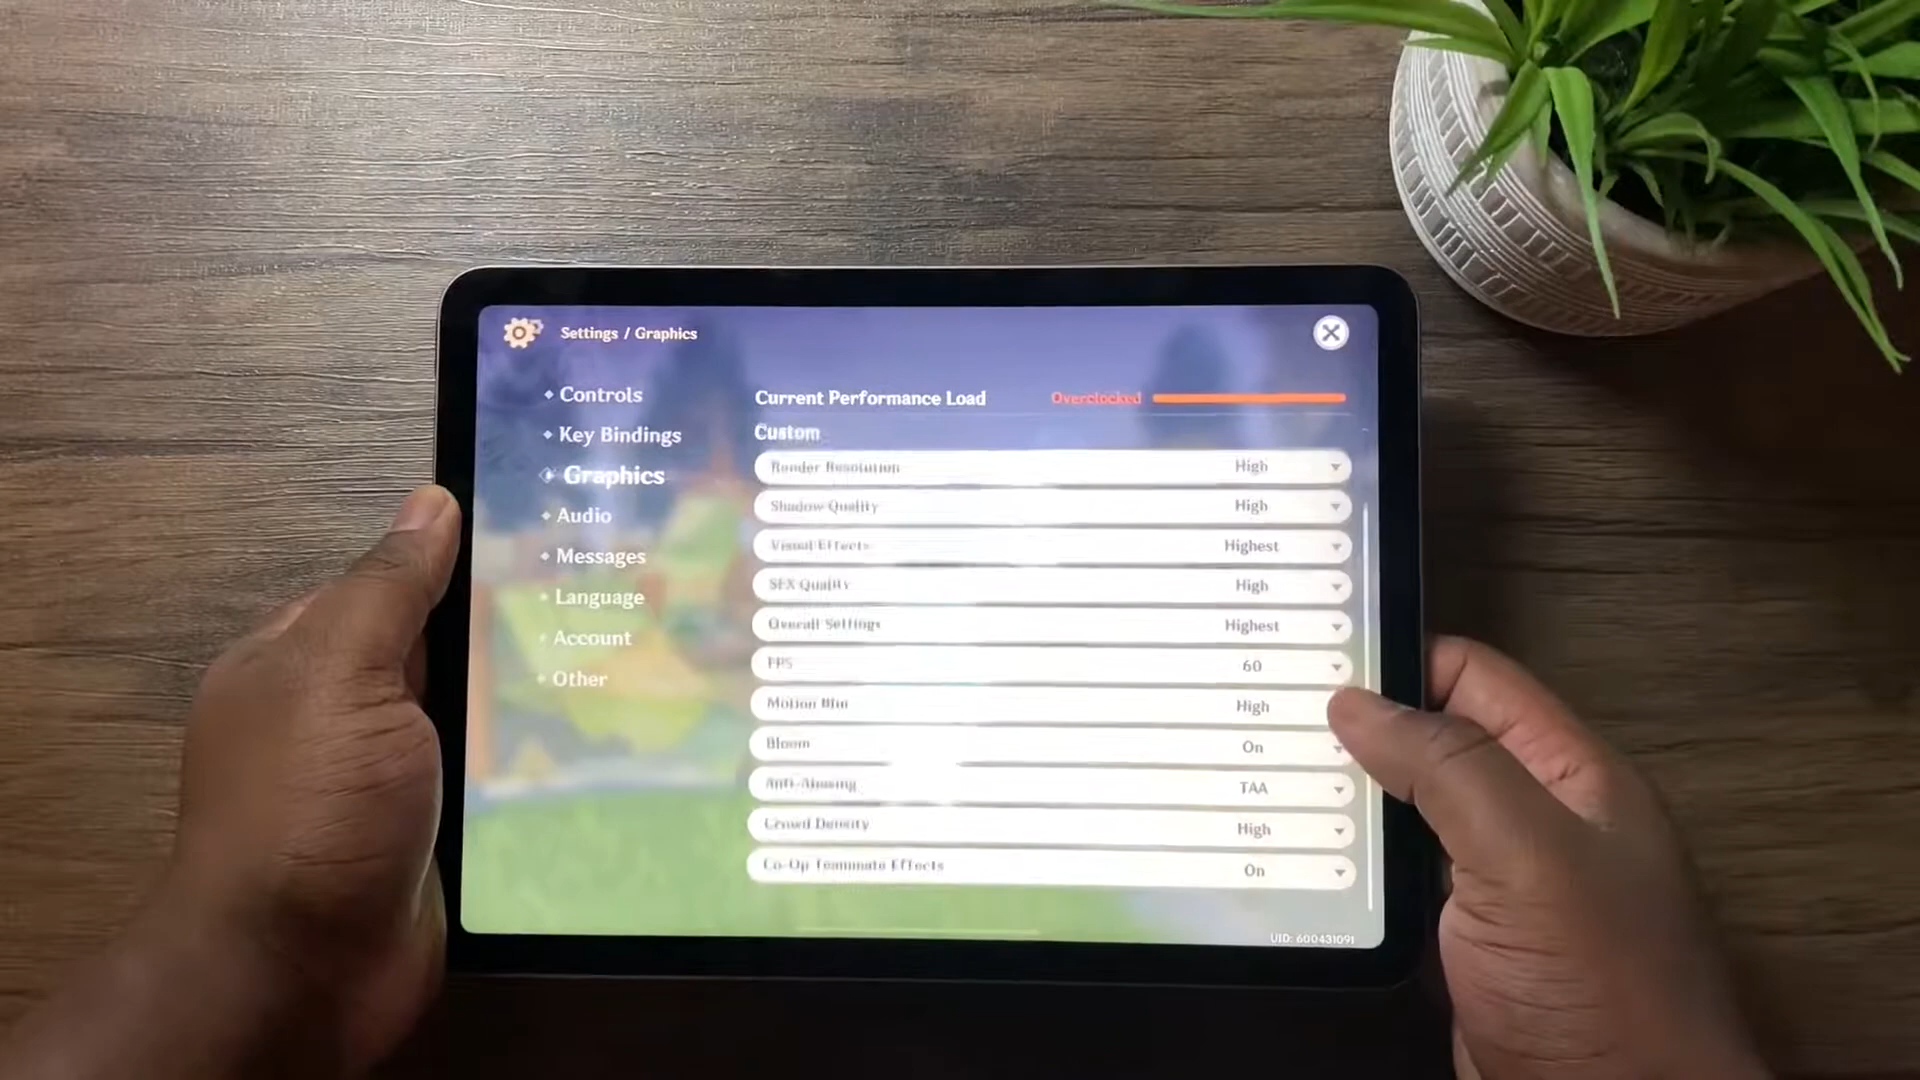 Settings / Graphics
Controls
Key Bindings
Graphics
Audio
Messages
Language
Account
Other
Current Performance Load Overclocked
Custom
Render Resolution High
Shadow Quality High
Visual Effects Highest
SFX Quality High
Overall Settings Highest
FPS 60
Motion Blur High
Bloom On
Anti-Aliasing TAA
Crowd Density High
Co-Op Teammate Effects On
UID: 600431091